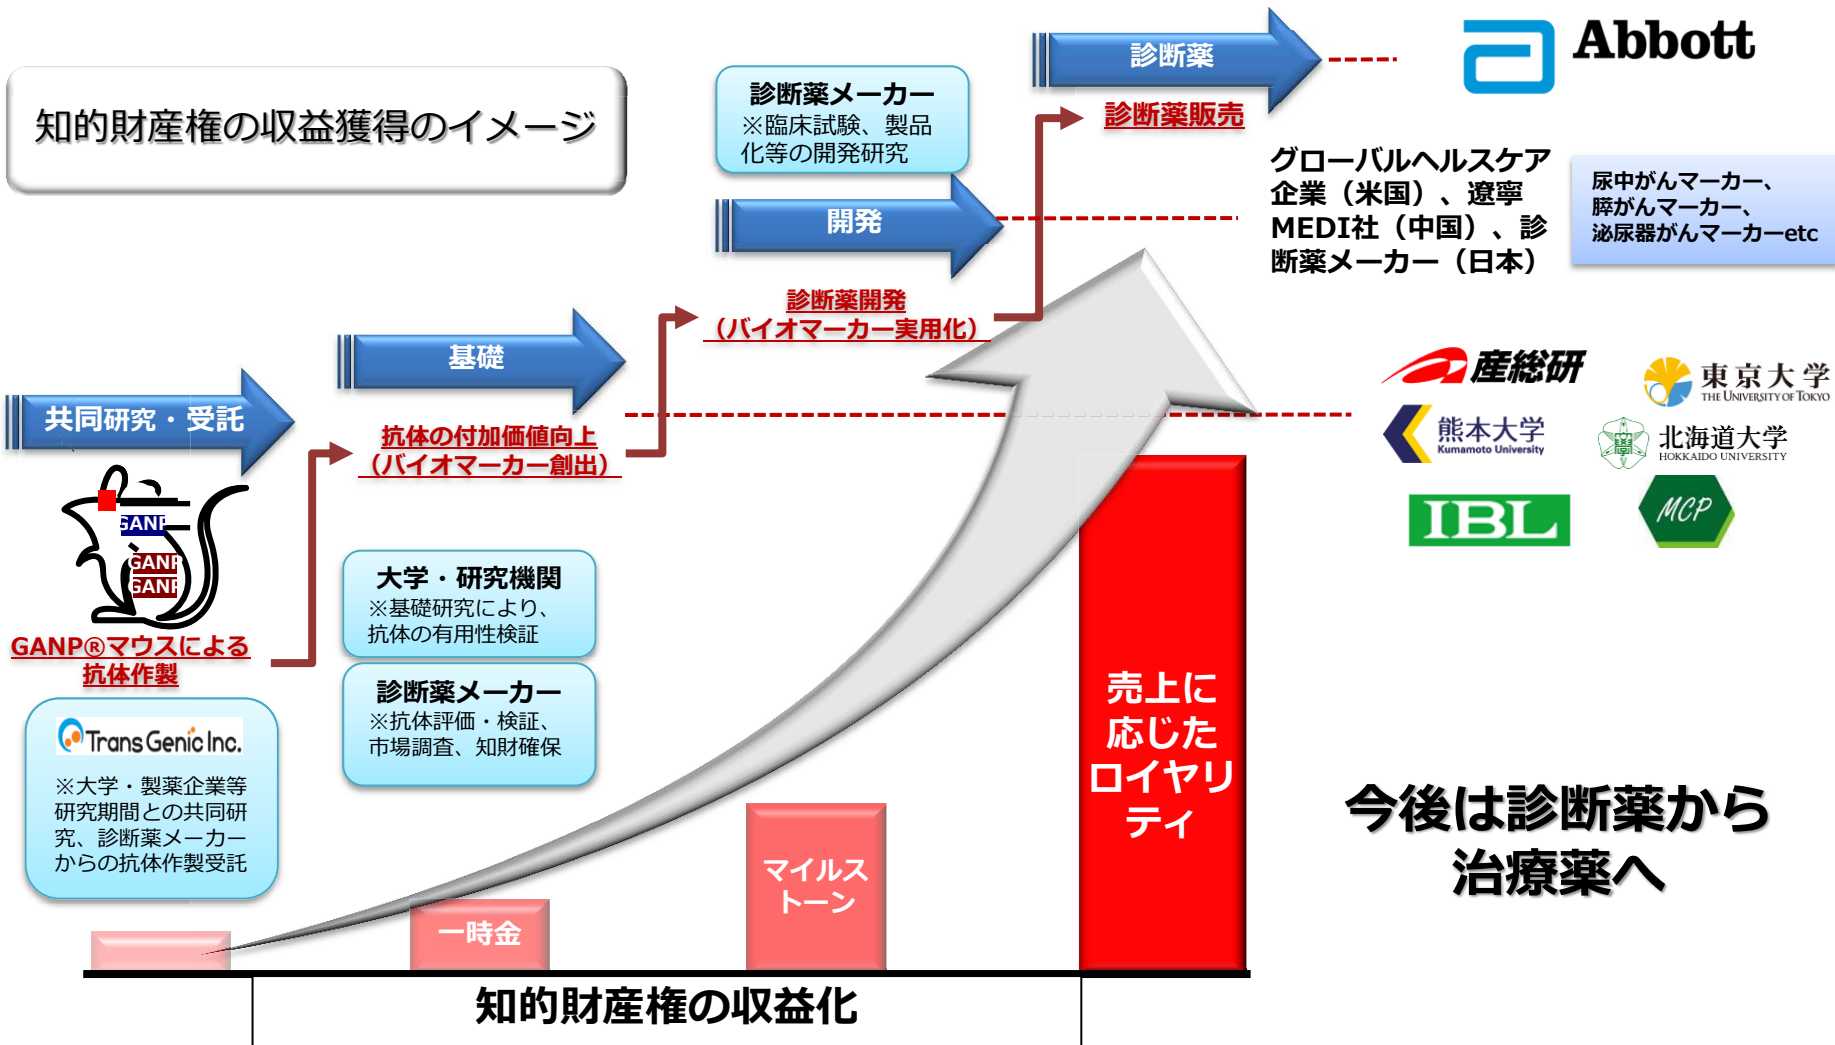 知的財産権の収益獲得のイメージ
診断薬
Abbott
診断薬メーカー
※臨床試験、製品
化等の開発研究
診断薬販売
グローバルヘルスケア
企業（米国）、遼寧
MEDI社（中国）、診
断薬メーカー（日本）
尿中がんマーカー、
膵がんマーカー、
泌尿器がんマーカーetc
開発
診断薬開発
（バイオマーカー実用化）
基礎
抗体の付加価値向上
（バイオマーカー創出）
共同研究・受託
産総研
東京大学
THE UNIVERSITY OF TOKYO
熊本大学
Kumamoto University
北海道大学
HOKKAIDO UNIVERSITY
IBL
MCP
GANP
GANP
GANP
GANP®マウスによる
抗体作製
大学・研究機関
※基礎研究により、
抗体の有用性検証
診断薬メーカー
※抗体評価・検証、
市場調査、知財確保
Trans Genic Inc.
※大学・製薬企業等
研究期間との共同研
究、診断薬メーカー
からの抗体作製受託
一時金
マイルス
トーン
売上に
応じた
ロイヤリ
ティ
今後は診断薬から
治療薬へ
知的財産権の収益化